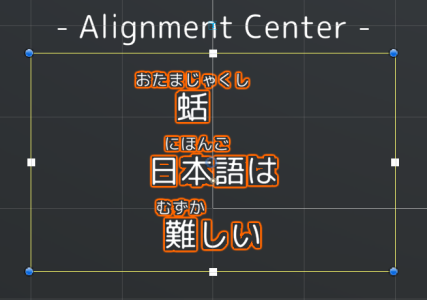 - Alignment Center -
おたまじゃくし
蛞
にほんご
日本語は
むずか
難しい